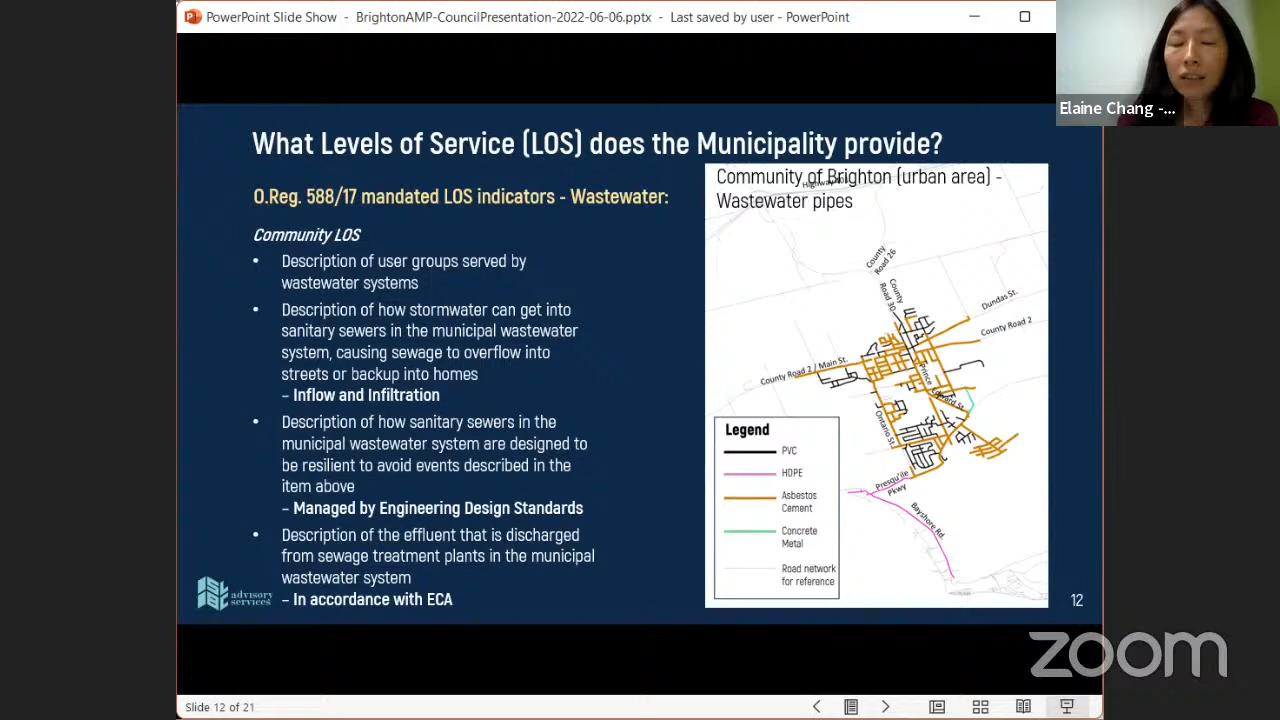 PowerPoint Slide Show - BrightonAMP-CouncilPresentation-2022-06-06.pptx - Last saved by user - PowerPoint
Elaine Chang -...
What Levels of Service (LOS) does the Municipality provide?
O.Reg. 588/17 mandated LOS indicators - Wastewater:
Community LOS
• Description of user groups served by
wastewater systems
• Description of how stormwater can get into
sanitary sewers in the municipal wastewater
system, causing sewage to overflow into
streets or backup into homes
– Inflow and Infiltration
• Description of how sanitary sewers in the
municipal wastewater system are designed to
be resilient to avoid events described in the
item above
– Managed by Engineering Design Standards
• Description of the effluent that is discharged
from sewage treatment plants in the municipal
wastewater system
– In accordance with ECA
advisory
services
Community of Brighton (urban area) -
Wastewater pipes
County
Road 26
County
Road 30
Dundas St.
County Road 2
County Road 2 / Main St.
Prince
Ontario St.
Presqu'ile
Pkwy
Bayshore Rd.
Legend
PVC
HDPE
Asbestos
Cement
Concrete
Metal
Road network
for reference
12
zoom
Slide 12 of 21